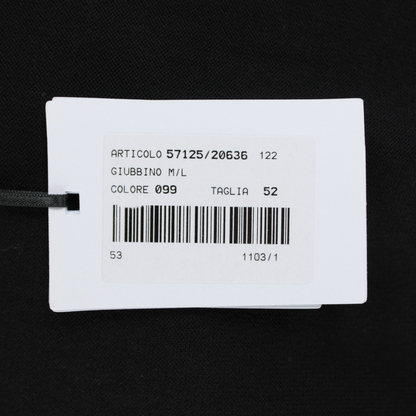 ARTICOLO 57125/20636 122
GIUBBINO M/L
COLORE 099 TAGLIA 52
53 1103/1